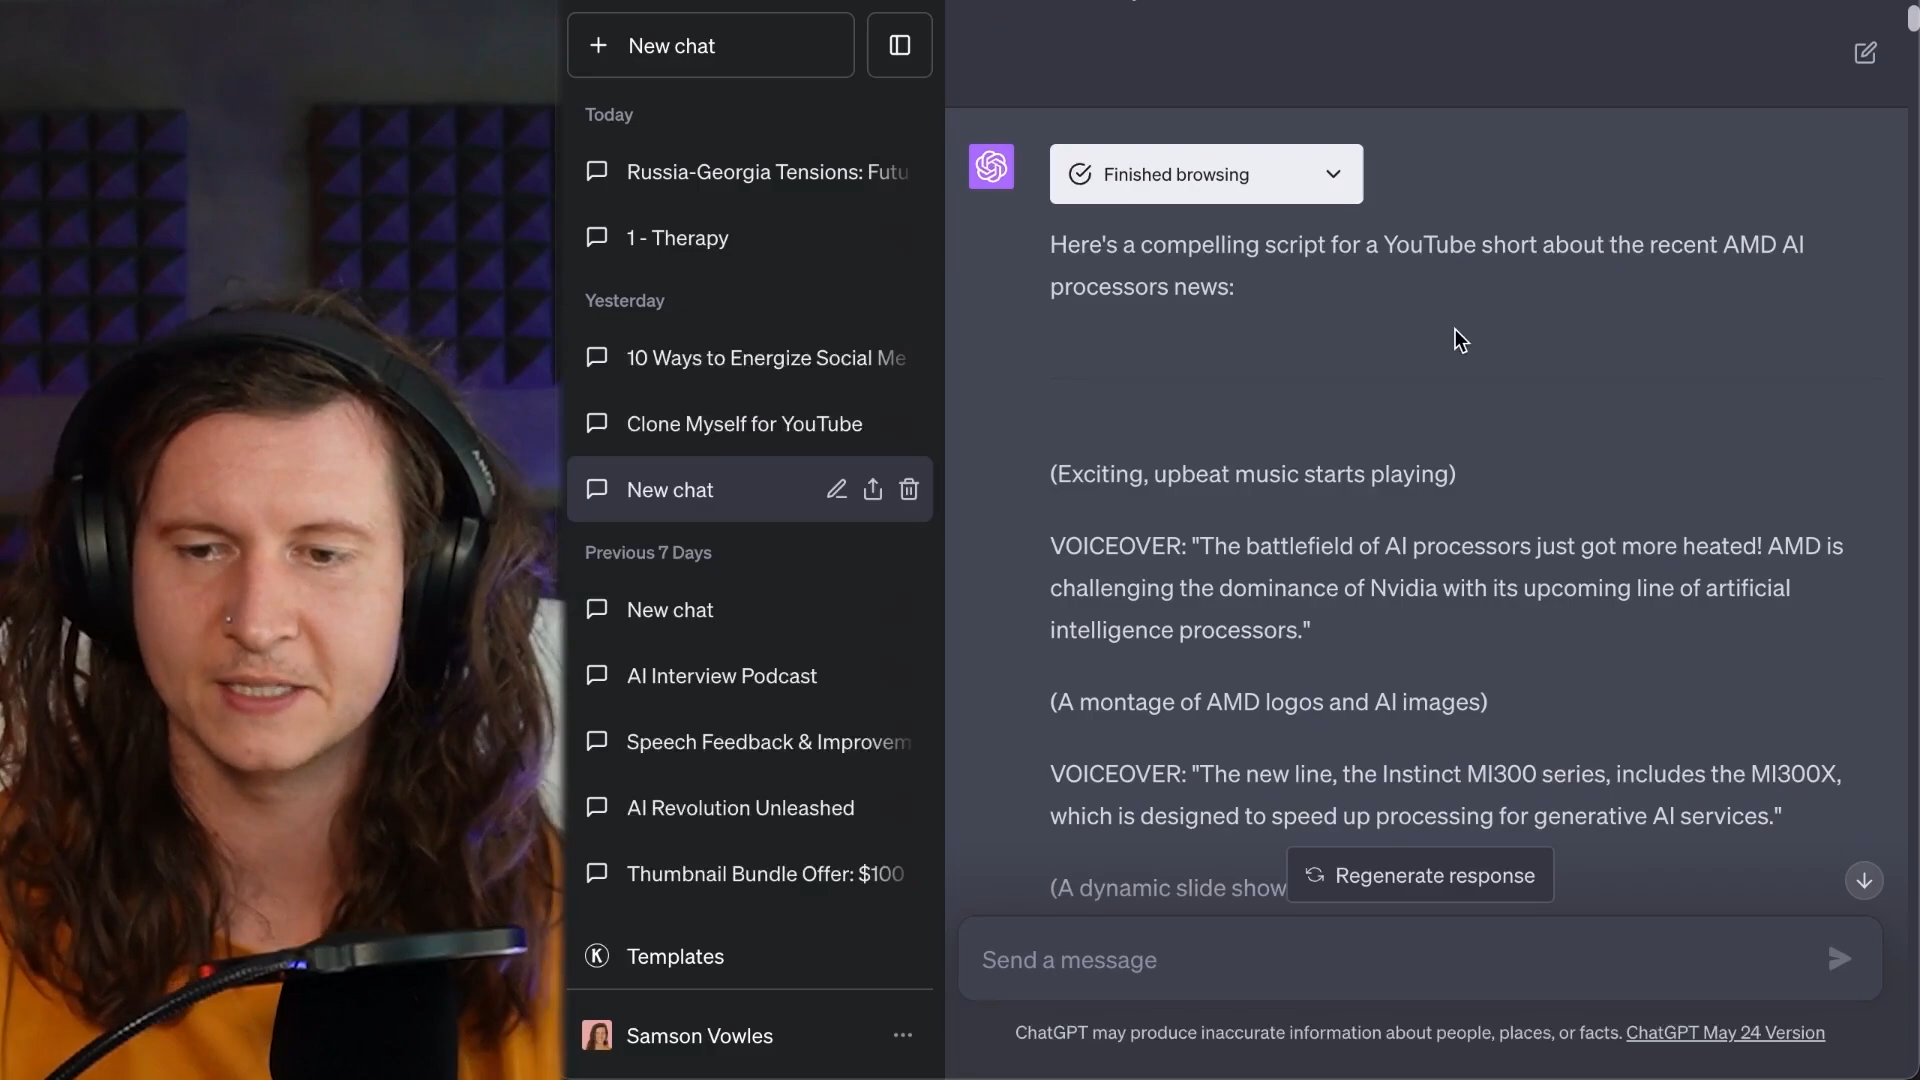 New chat
Today
Russia-Georgia Tensions: Futu
1 - Therapy
Yesterday
10 Ways to Energize Social Me
Clone Myself for YouTube
New chat
Previous 7 Days
New chat
AI Interview Podcast
Speech Feedback & Improvem
AI Revolution Unleashed
Thumbnail Bundle Offer: $100
K Templates
Samson Vowles
Finished browsing
Here's a compelling script for a YouTube short about the recent AMD AI
processors news:
(Exciting, upbeat music starts playing)
VOICEOVER: "The battlefield of AI processors just got more heated! AMD is
challenging the dominance of Nvidia with its upcoming line of artificial
intelligence processors."
(A montage of AMD logos and AI images)
VOICEOVER: "The new line, the Instinct MI300 series, includes the MI300X,
which is designed to speed up processing for generative AI services."
(A dynamic slide show
Regenerate response
Send a message
ChatGPT may produce inaccurate information about people, places, or facts. ChatGPT May 24 Version